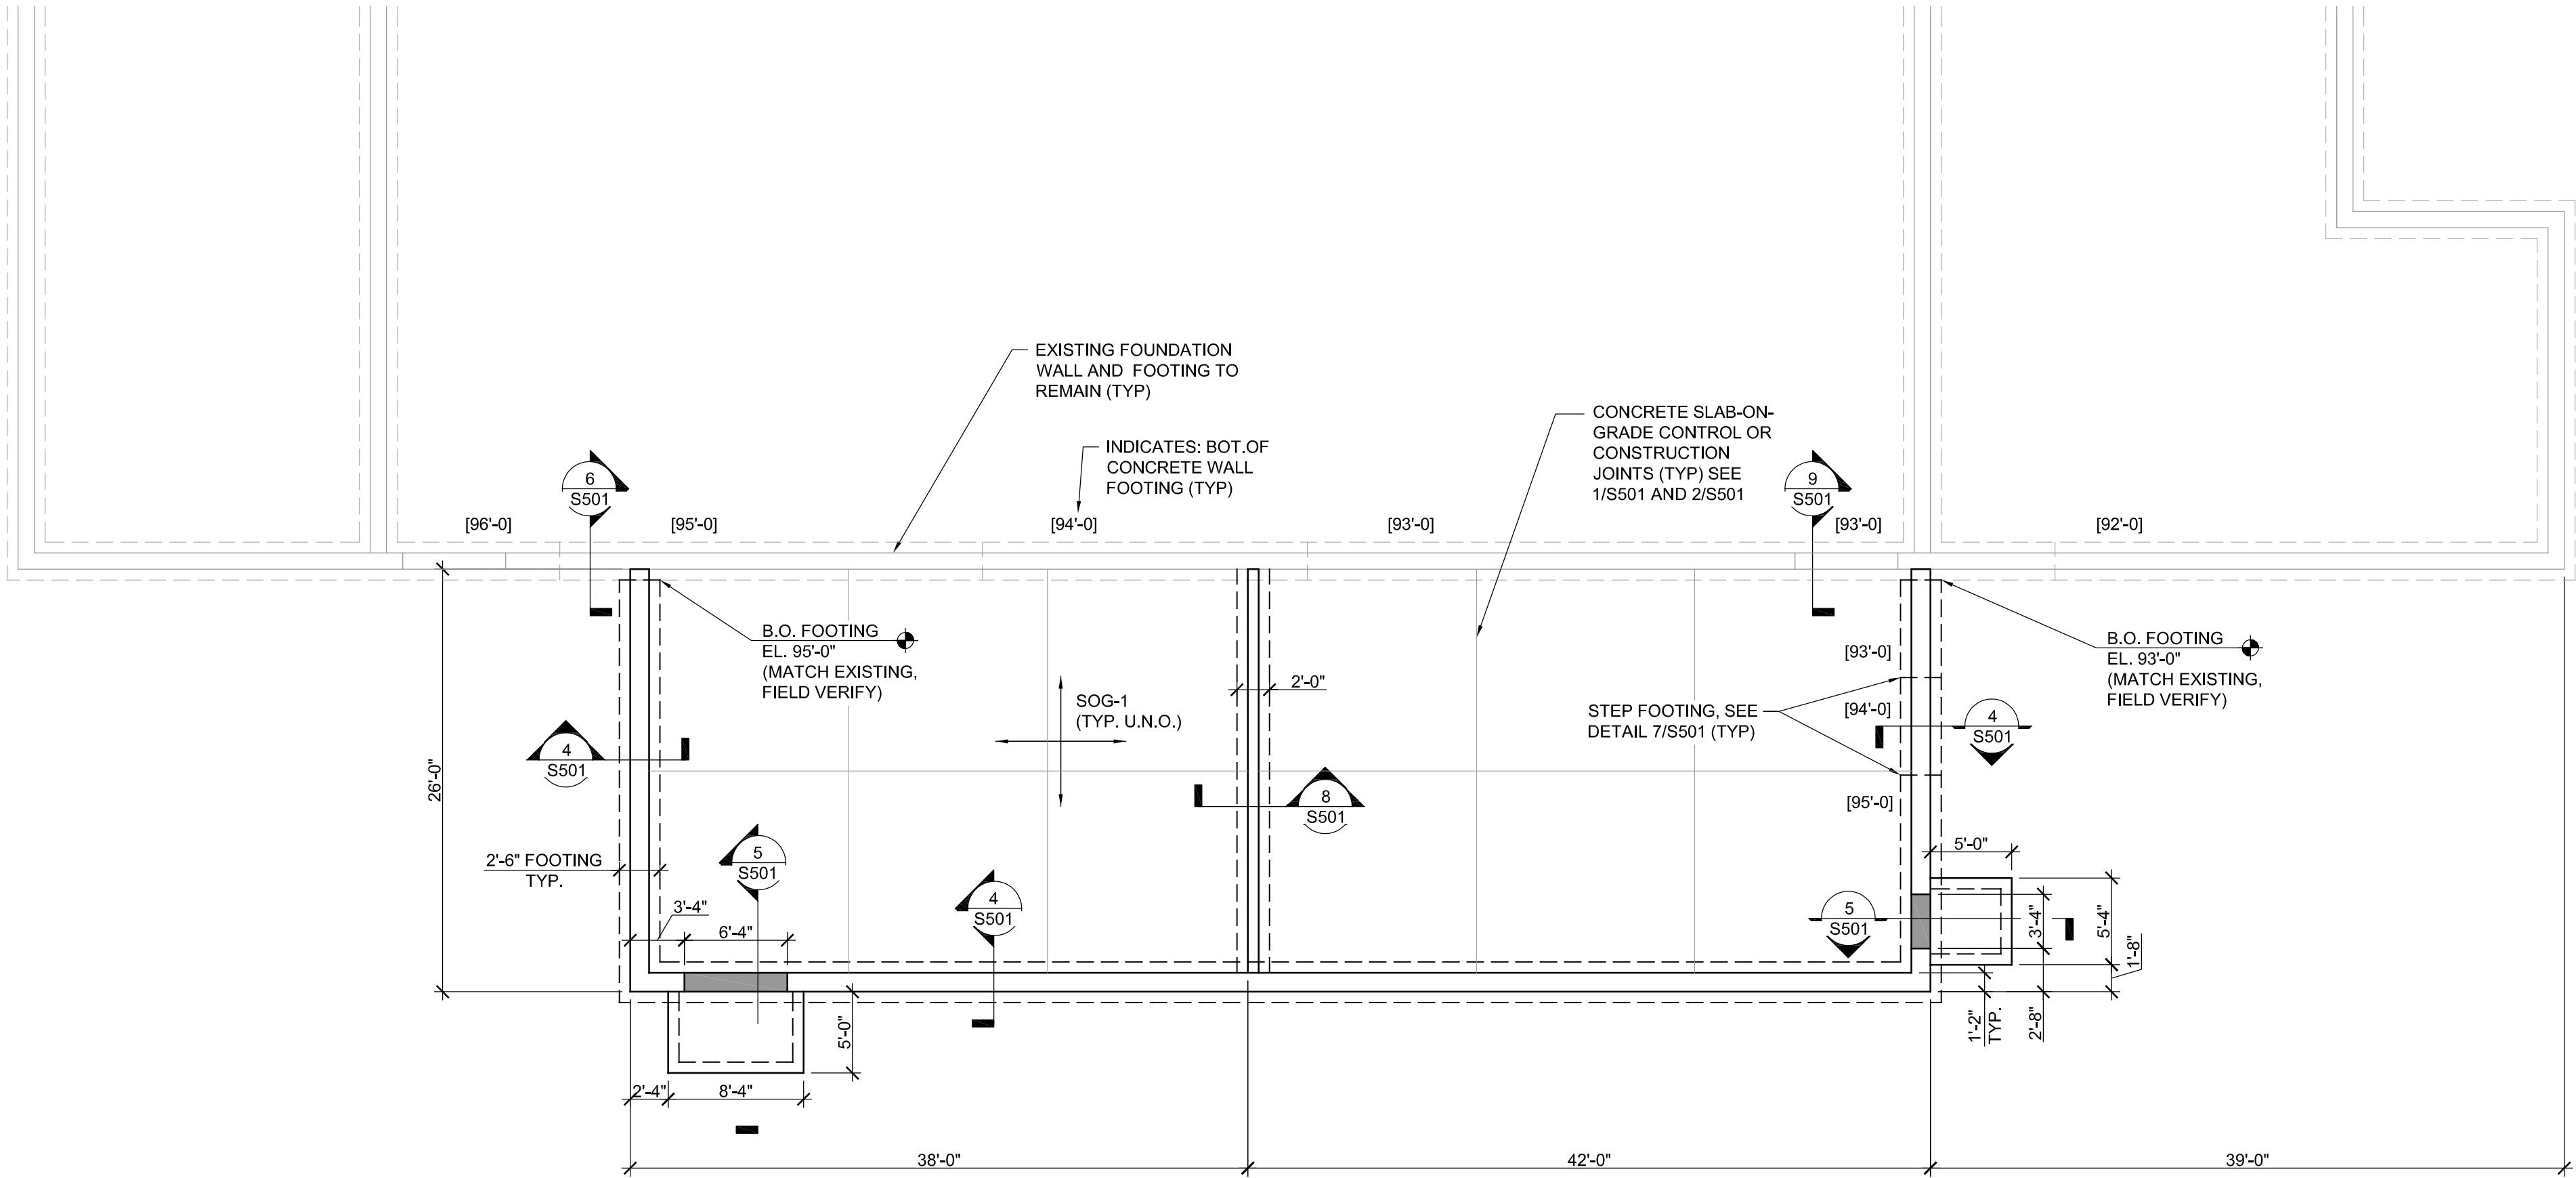 EXISTING FOUNDATION
WALL AND FOOTING TO
REMAIN (TYP)
INDICATES: BOT.OF
CONCRETE WALL
FOOTING (TYP)
CONCRETE SLAB-ON-
GRADE CONTROL OR
CONSTRUCTION
JOINTS (TYP) SEE
1/S501 AND 2/S501
6
S501
9
S501
[96'-0]
[95'-0]
[94'-0]
[93'-0]
[93'-0]
[92'-0]
B.O. FOOTING
EL. 95'-0"
(MATCH EXISTING,
FIELD VERIFY)
B.O. FOOTING
EL. 93'-0"
(MATCH EXISTING,
FIELD VERIFY)
[93'-0]
2'-0"
SOG-1
(TYP. U.N.O.)
STEP FOOTING, SEE
DETAIL 7/S501 (TYP)
[94'-0]
4
S501
4
S501
26'-0"
8
S501
[95'-0]
2'-6" FOOTING
TYP.
5
S501
5'-0"
3'-4"
6'-4"
4
S501
5
S501
3'-4"
5'-4"
1'-8"
5'-0"
1'-2"
TYP.
2'-8"
2'-4"
8'-4"
38'-0"
42'-0"
39'-0"